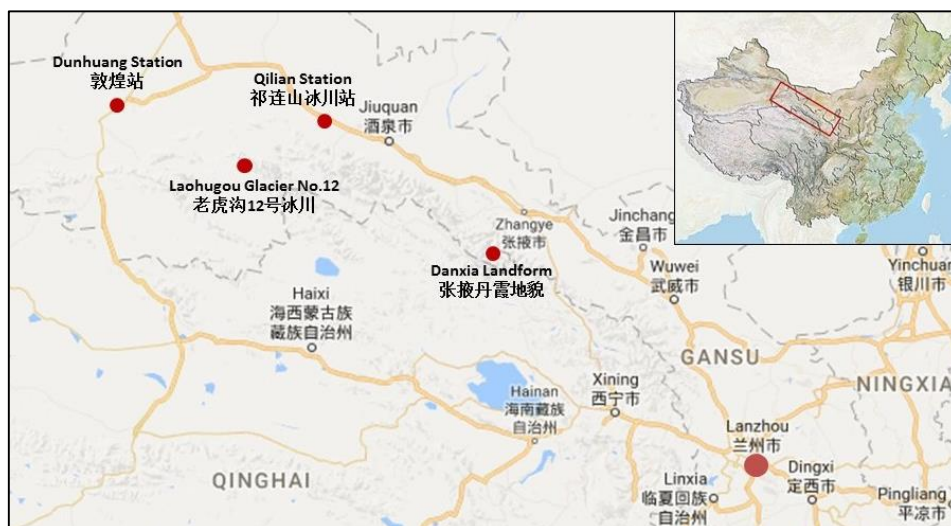 Dunhuang Station
敦煌站
Qilian Station
祁连山冰川站
Jiuquan
酒泉市
Laohugou Glacier No.12
老虎沟12号冰川
Zhangye
张掖市
Jinchang
金昌市
Danxia Landform
张掖丹霞地貌
Wuwei
武威市
Yinchuan
银川市
Haixi
海西蒙古族
藏族自治州
GANSU
NINGXIA
Hainan
海南藏族
自治州
Xining
西宁市
Lanzhou
兰州市
QINGHAI
Linxia
临夏回族
自治州
Dingxi
定西市
Pingliang
平凉市